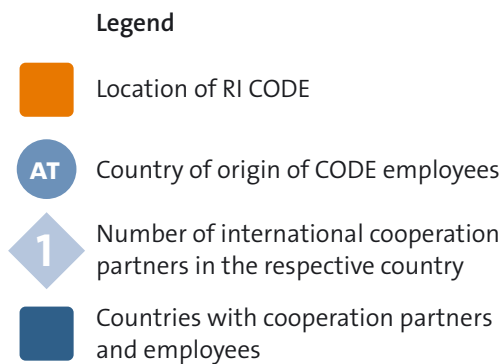 Legend
Location of RI CODE
AT
Country of origin of CODE employees
1
Number of international cooperation
partners in the respective country
Countries with cooperation partners
and employees